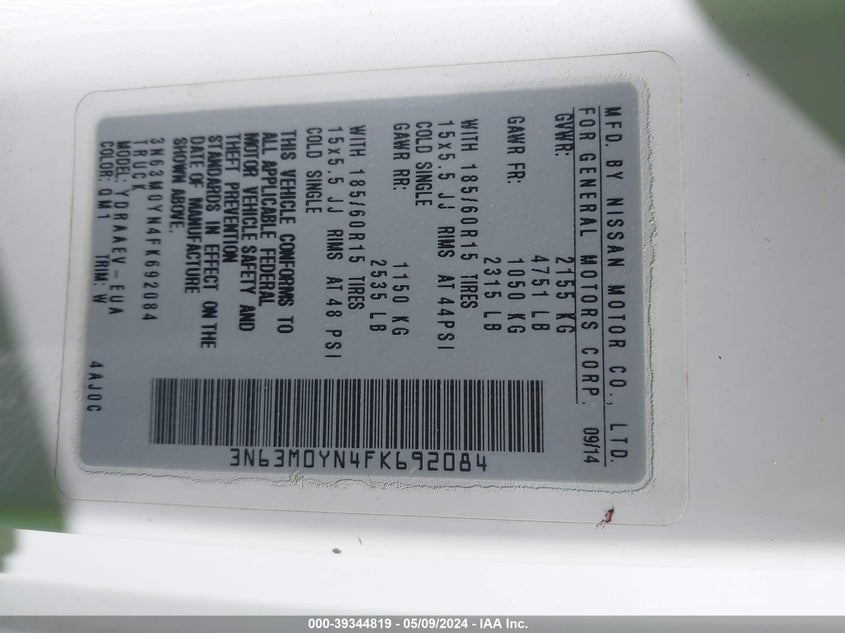 MFD. BY NISSAN MOTOR CO., LTD.
FOR GENERAL MOTORS CORP. 09/14
GVWR: 2155 KG
4751 LB
GAWR FR: 1050 KG
2315 LB
WITH 185/60R15 TIRES
15x5.5 JJ RIMS AT 44PSI
COLD SINGLE
GAWR RR: 1150 KG
2535 LB
WITH 185/60R15 TIRES
15x5.5 JJ RIMS AT 48 PSI
COLD SINGLE
THIS VEHICLE CONFORMS TO
ALL APPLICABLE FEDERAL
MOTOR VEHICLE SAFETY AND
THEFT PREVENTION
STANDARDS IN EFFECT ON THE
DATE OF MANUFACTURE
SHOWN ABOVE.
3N63M0YN4FK692084
TRUCK
MODEL: YDRAAEV-EUA
COLOR: QM1 TRIM: W 4AJ0C
3N63M0YN4FK692084
000-39344819 - 05/09/2024 - IAA Inc.